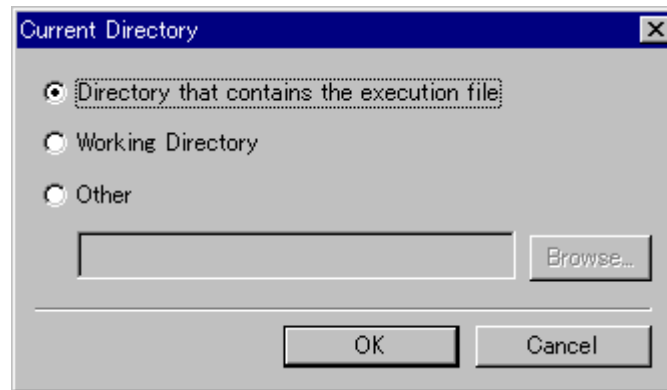 Current Directory
Directory that contains the execution file
Working Directory
Other
Browse...
OK
Cancel